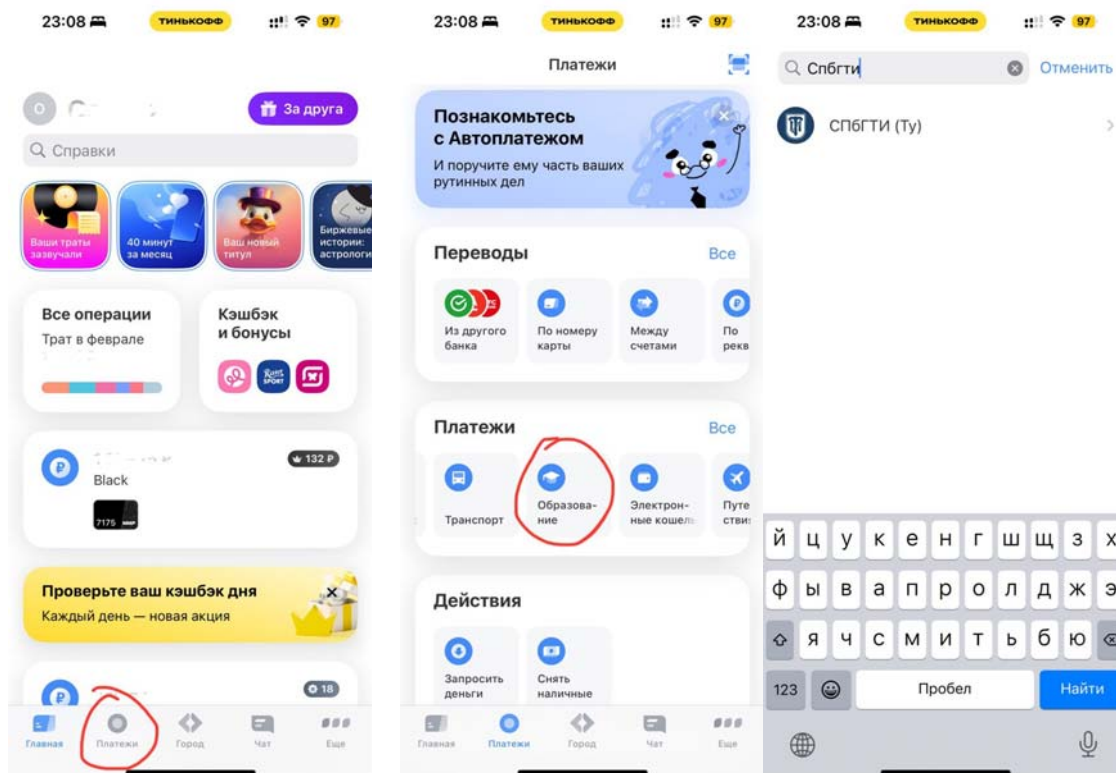 23:08
ТИНЬКОФФ
97
О
За друга
Справки
Ваши траты
зазвучали
40 минут
за месяц
Ваш новый
титул
Биржевые
истории:
астрологи
Все операции
Трат в феврале
Кэшбэк
и бонусы
132 ₽
Black
7175
МИР
Проверьте ваш кэшбэк дня
Каждый день — новая акция
18
Главная
Платежи
Город
Чат
Еще
23:08
ТИНЬКОФФ
97
Платежи
Познакомьтесь
с Автоплатежом
И поручите ему часть ваших
рутинных дел
Переводы
Все
Из другого
банка
По номеру
карты
Между
счетами
По
рекв
Платежи
Все
Транспорт
Образова-
ние
Электрон-
ные кошель
Путе
стви
Действия
Запросить
деньги
Снять
наличные
Главная
Платежи
Город
Чат
Еще
23:08
ТИНЬКОФФ
97
Спбгти
Отменить
СПбГТИ (Ту)
й ц у к е н г ш щ з х
ф ы в а п р о л д ж э
я ч с м и т ь б ю
123
Пробел
Найти